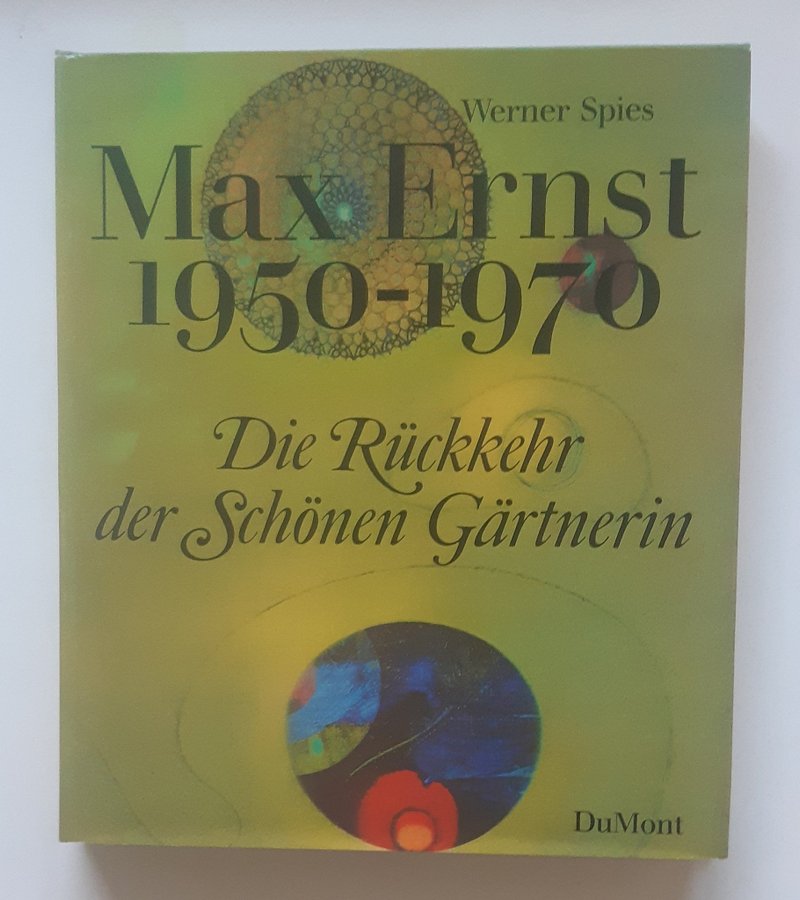 Werner Spies
Max Ernst
1950-1970
Die Rückkehr
der Schönen Gärtnerin
DuMont